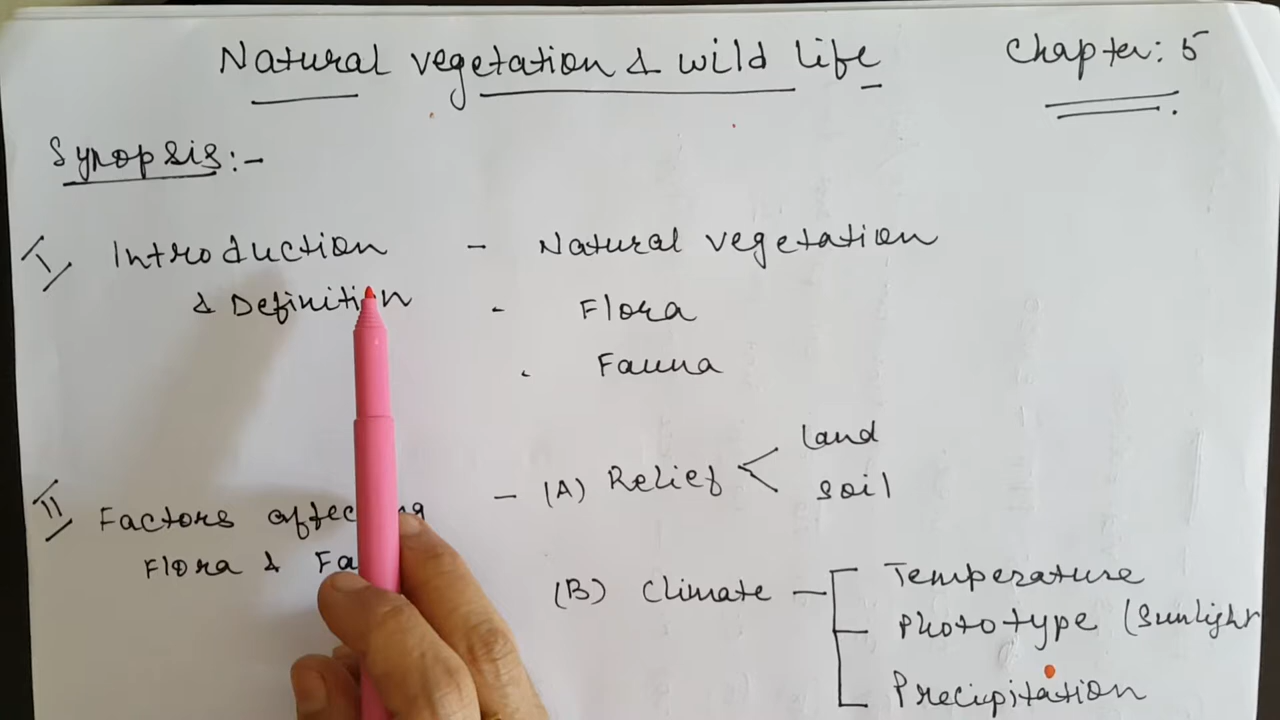 Natural vegetation & wild life Chapter: 5
Synopsis:-
I. Introduction - Natural vegetation
& Definition - Flora
Fauna
land
II Factors affec - (A) Relief
soil
Flora & Fa
Temperature
(B) Climate
Phototype (sunlight
Precipitation